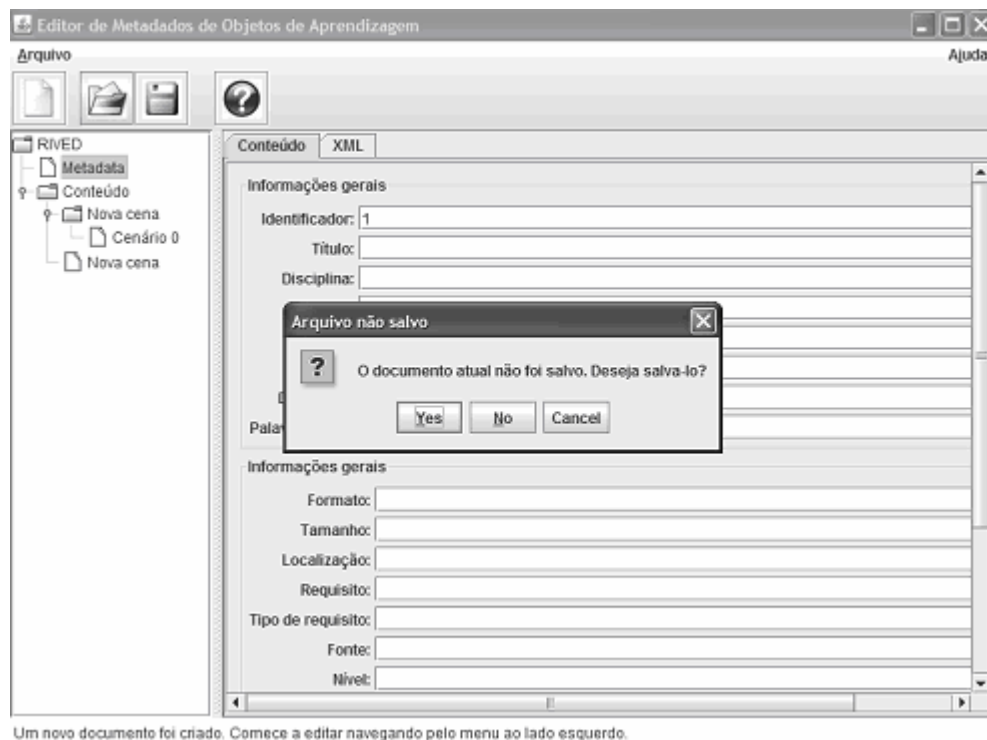 Editor de Metadados de Objetos de Aprendizagem
Arquivo Ajuda
RIVED
Metadata
Conteúdo
Nova cena
Cenário 0
Nova cena
Conteúdo XML
Informações gerais
Identificador: 1
Título:
Disciplina:
Arquivo não salvo
? O documento atual não foi salvo. Deseja salva-lo?
Yes No Cancel
Informações gerais
Formato:
Tamanho:
Localização:
Requisito:
Tipo de requisito:
Fonte:
Nível:
Um novo documento foi criado. Comece a editar navegando pelo menu ao lado esquerdo.